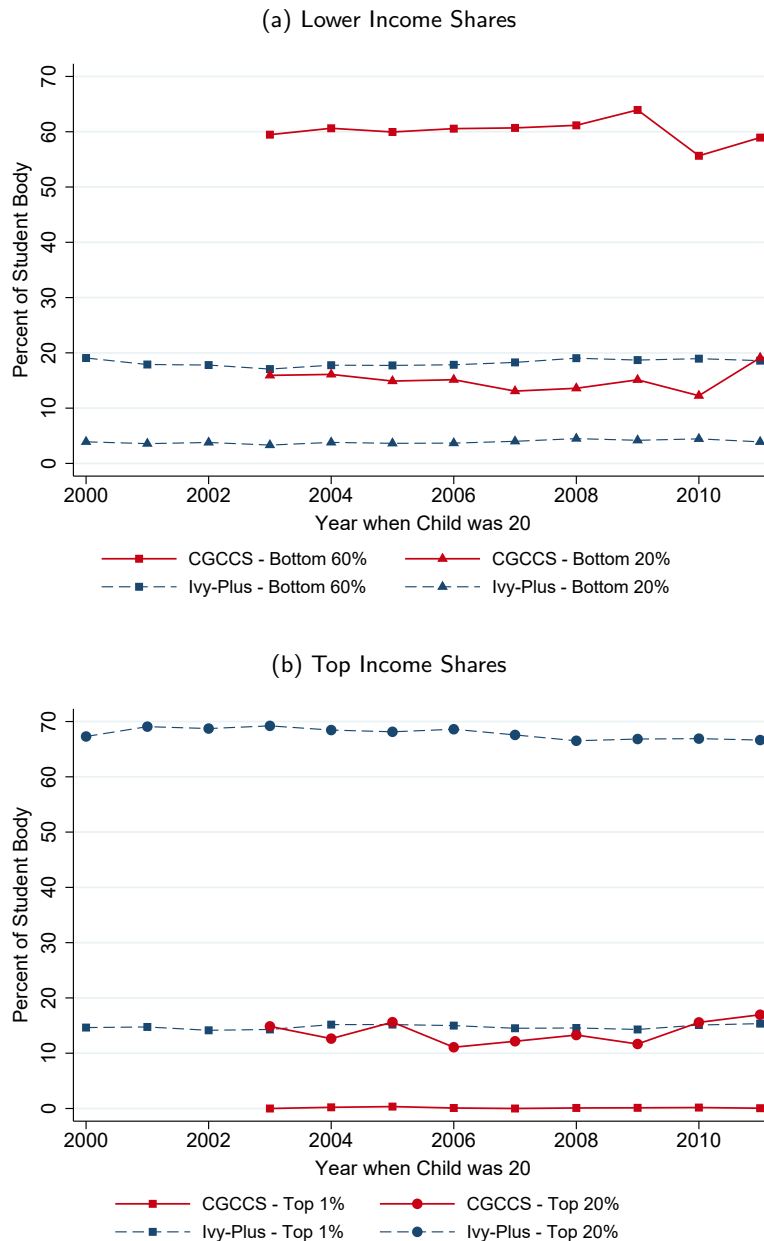 (a) Lower Income Shares
Percent of Student Body
70
60
50
40
30
20
10
0
2000 2002 2004 2006 2008 2010
Year when Child was 20
CGCCS - Bottom 60% CGCCS - Bottom 20%
Ivy-Plus - Bottom 60% Ivy-Plus - Bottom 20%
(b) Top Income Shares
Percent of Student Body
70
60
50
40
30
20
10
0
2000 2002 2004 2006 2008 2010
Year when Child was 20
CGCCS - Top 1% CGCCS - Top 20%
Ivy-Plus - Top 1% Ivy-Plus - Top 20%